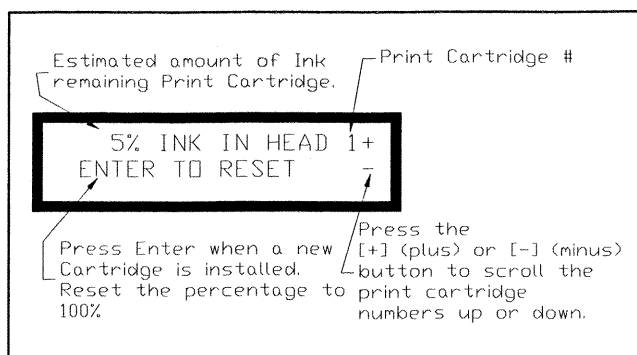 Estimated amount of Ink
remaining Print Cartridge.
Print Cartridge #
5% INK IN HEAD 1+
ENTER TO RESET -
Press Enter when a new
Cartridge is installed.
Reset the percentage to
100%
Press the
[+] (plus) or [-] (minus)
button to scroll the
print cartridge
numbers up or down.